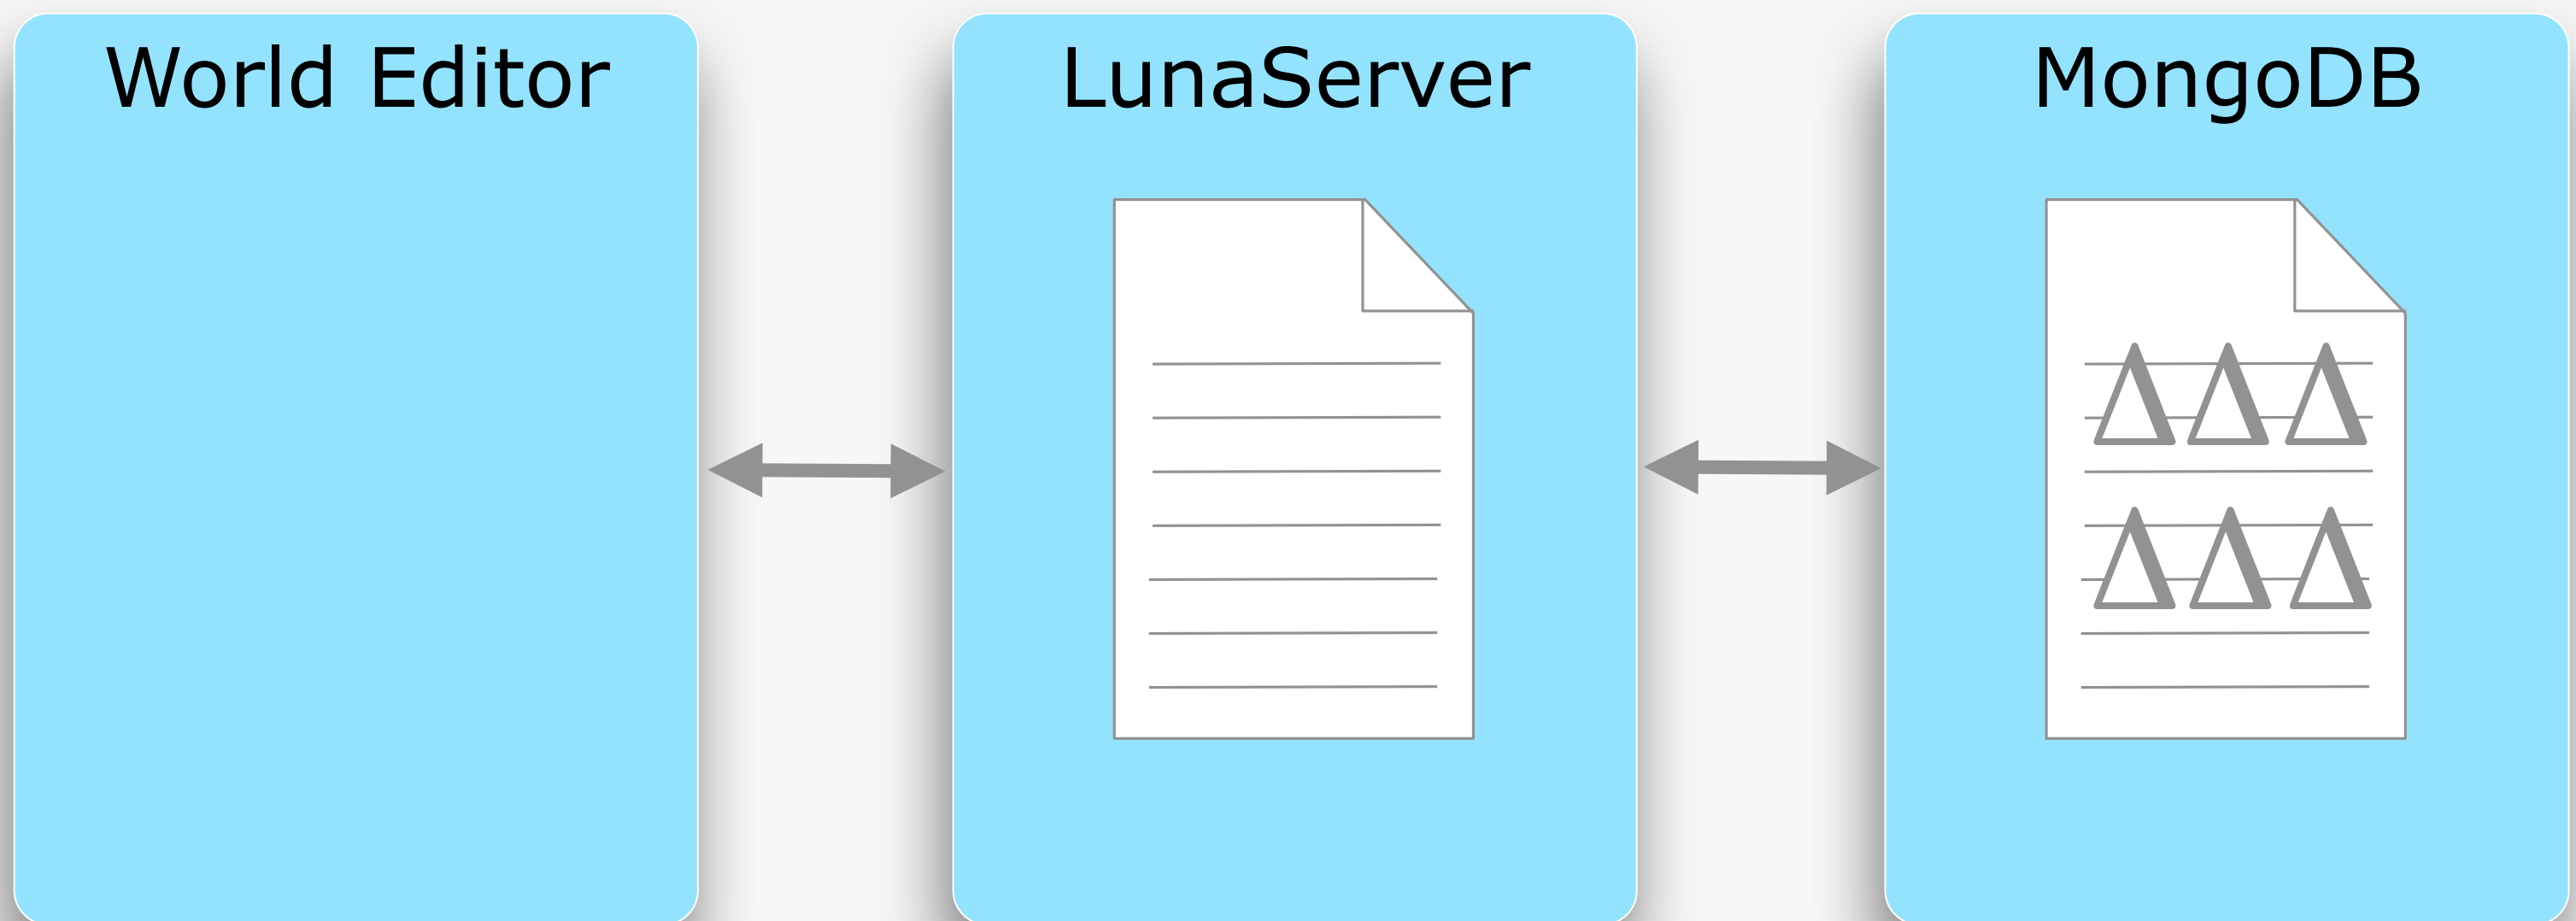 World Editor
LunaServer
MongoDB
Δ Δ Δ
Δ Δ Δ